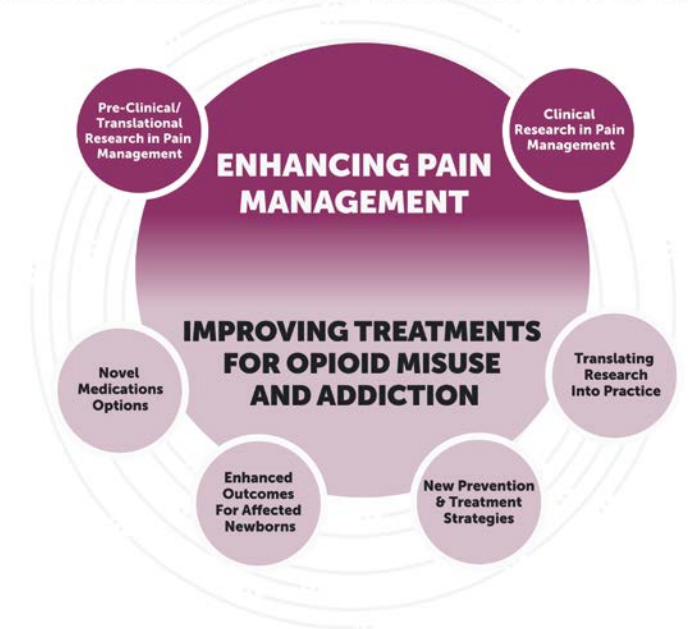 Pre-Clinical/
Translational
Research in Pain
Management
Clinical
Research in Pain
Management
ENHANCING PAIN
MANAGEMENT
IMPROVING TREATMENTS
FOR OPIOID MISUSE
AND ADDICTION
Novel
Medications
Options
Translating
Research
Into Practice
Enhanced
Outcomes
For Affected
Newborns
New Prevention
& Treatment
Strategies